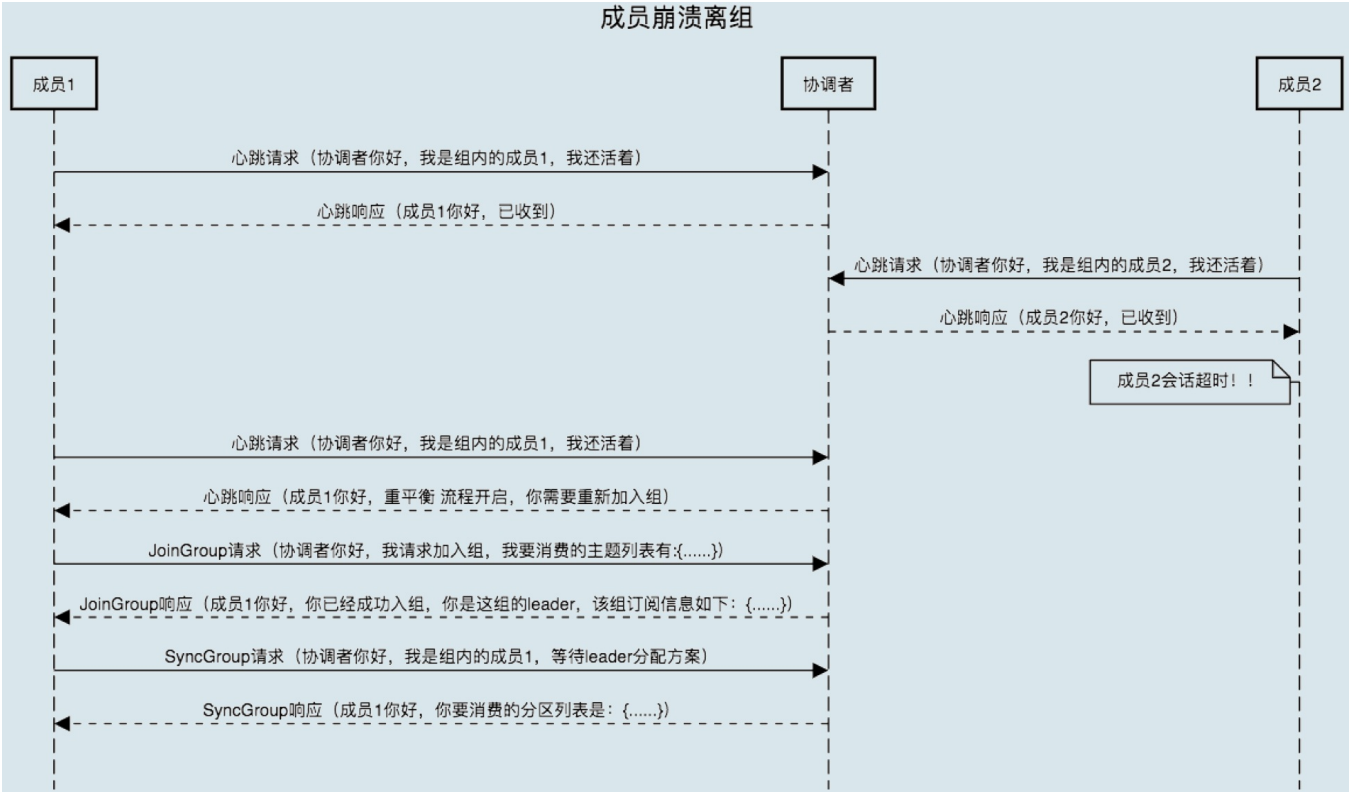 成员崩溃离组
成员1
协调者
成员2
心跳请求（协调者你好，我是组内的成员1，我还活着）
心跳响应（成员1你好，已收到）
心跳请求（协调者你好，我是组内的成员2，我还活着）
心跳响应（成员2你好，已收到）
成员2会话超时！！
心跳请求（协调者你好，我是组内的成员1，我还活着）
心跳响应（成员1你好，重平衡 流程开启，你需要重新加入组）
JoinGroup请求（协调者你好，我请求加入组，我要消费的主题列表有:{......}）
JoinGroup响应（成员1你好，你已经成功入组，你是这组的leader，该组订阅信息如下：{......}）
SyncGroup请求（协调者你好，我是组内的成员1，等待leader分配方案）
SyncGroup响应（成员1你好，你要消费的分区列表是：{......}）